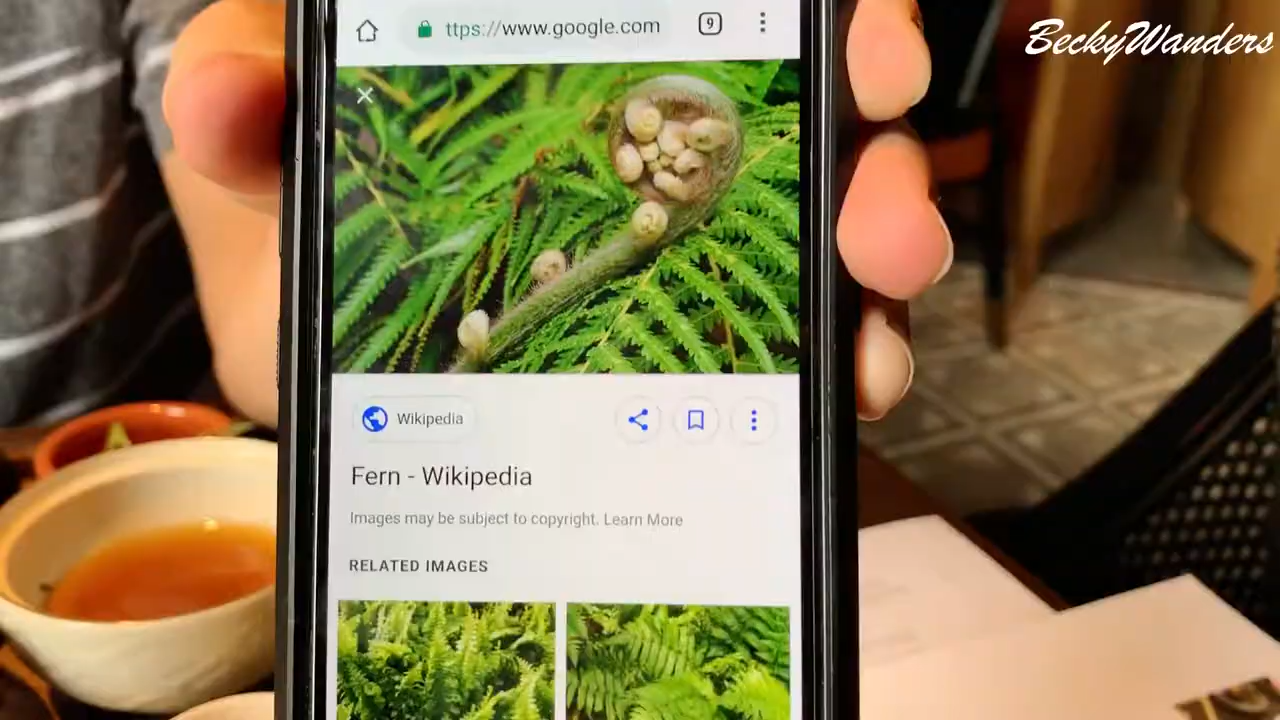 BeckyWanders
ttps://www.google.com
9
Wikipedia
Fern - Wikipedia
Images may be subject to copyright. Learn More
RELATED IMAGES